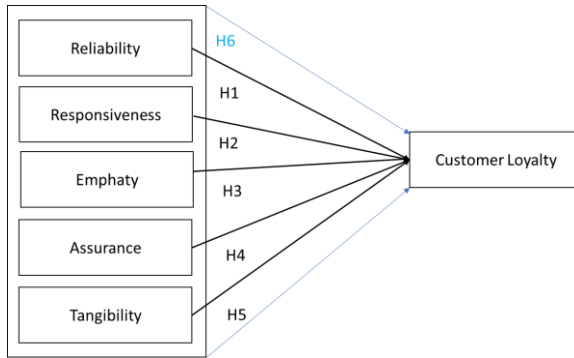 Reliability
H6
H1
Responsiveness
H2
Emphaty
H3
Customer Loyalty
Assurance
H4
Tangibility
H5